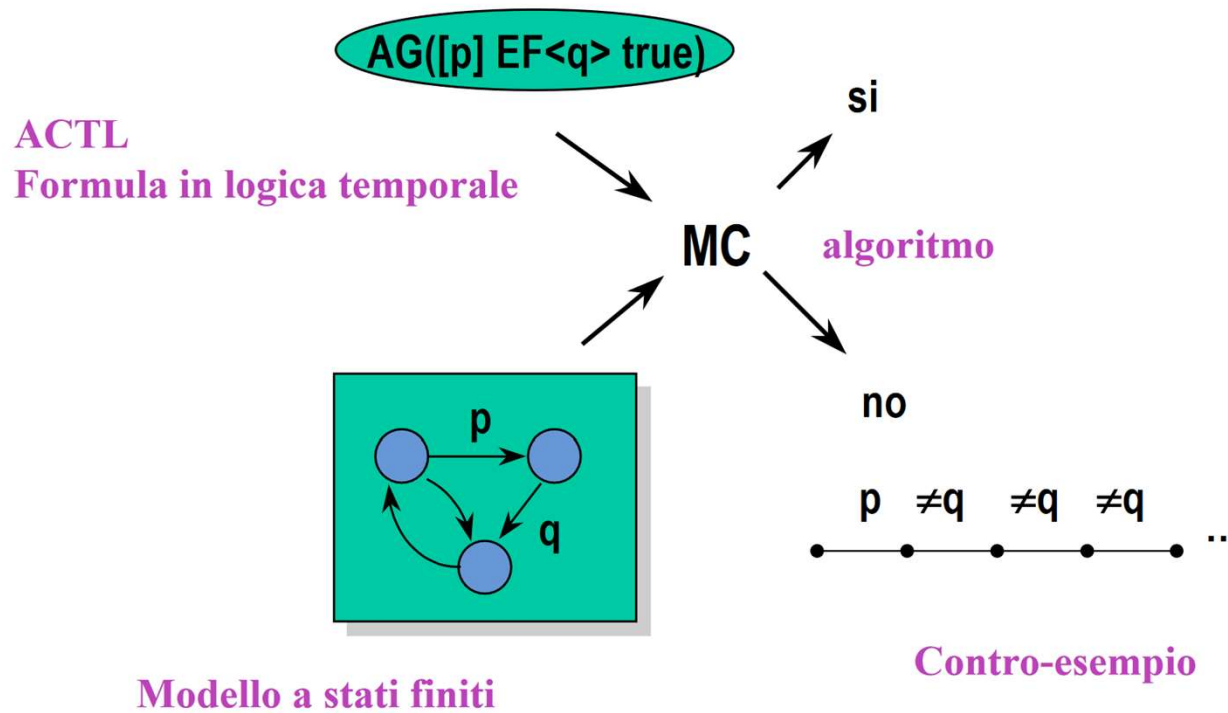 AG([p] EF<q> true)
si
ACTL
Formula in logica temporale
MC
algoritmo
no
p
q
p ≠q ≠q ≠q
..
Contro-esempio
Modello a stati finiti